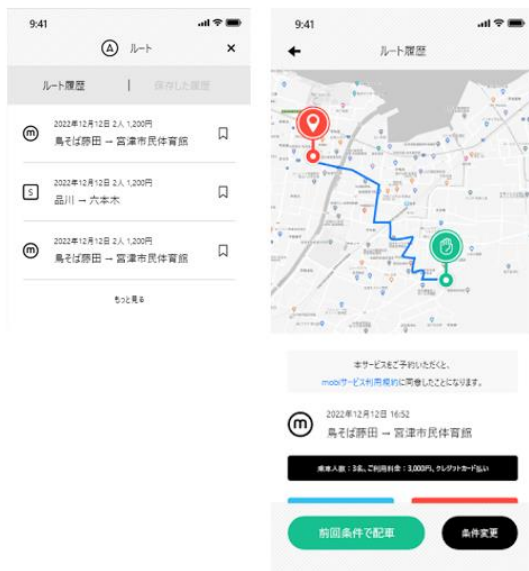 9:41
ルート
ルート履歴
保存した履歴
2022年12月12日 2人 1,200円
鳥そば藤田 → 宮津市民体育館
2022年12月12日 2人 1,200円
品川 → 六本木
2022年12月12日 2人 1,200円
鳥そば藤田 → 宮津市民体育館
もっと見る
9:41
ルート履歴
本サービスをご予約いただくと、
mobiサービス利用規約に同意したことになります。
2022年12月12日 16:52
鳥そば藤田 → 宮津市民体育館
乗車人数：3名、ご利用料金：3,000円、クレジットカード払い
前回条件で配車
条件変更